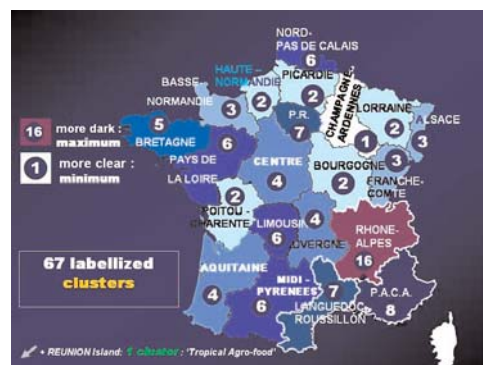 NORD-
PAS DE CALAIS
6
HAUTE -
NORMANDIE
2
PICARDIE
2
BASSE-
NORMANDIE
3
CHAMPAGNE
ARDENNES
1
LORRAINE
2
ALSACE
3
P.R.
7
16 more dark :
maximum
1 more clear :
minimum
5
BRETAGNE
PAYS DE
LA LOIRE
6
CENTRE
4
BOURGOGNE
2
3
FRANCHE-
COMTE
2
POITOU -
CHARENTE
LIMOUSIN
6
4
AUVERGNE
RHONE-
ALPES
16
67 labellized
clusters
AQUITAINE
4
MIDI -
PYRENEES
6
7
LANGUEDOC
ROUSSILLON
P.A.C.A.
8
+ REUNION Island: 1 cluster : 'Tropical Agro-food'